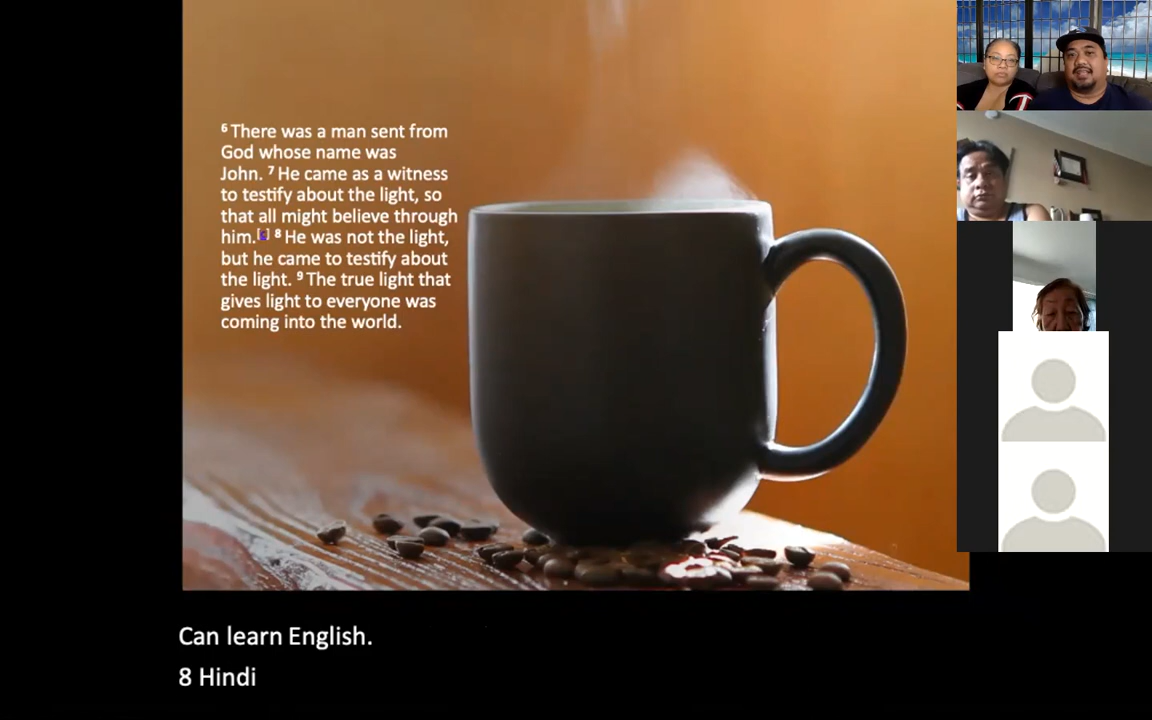 6 There was a man sent from
God whose name was
John. 7 He came as a witness
to testify about the light, so
that all might believe through
him.[c] 8 He was not the light,
but he came to testify about
the light. 9 The true light that
gives light to everyone was
coming into the world.
Can learn English.
8 Hindi